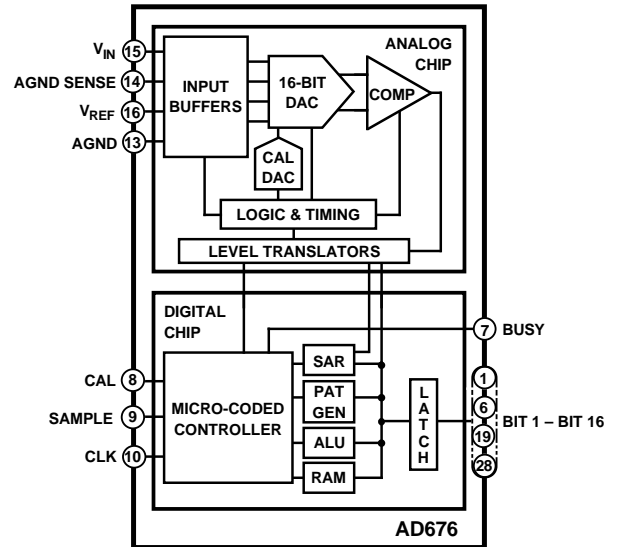 ANALOG
CHIP
V_IN 15
AGND SENSE 14
V_REF 16
AGND 13
INPUT
BUFFERS
16-BIT
DAC
COMP
CAL
DAC
LOGIC & TIMING
LEVEL TRANSLATORS
DIGITAL
CHIP
7 BUSY
CAL 8
SAMPLE 9
CLK 10
MICRO-CODED
CONTROLLER
SAR
PAT
GEN
ALU
RAM
L
A
T
C
H
1
6
19
28
BIT 1 – BIT 16
AD676